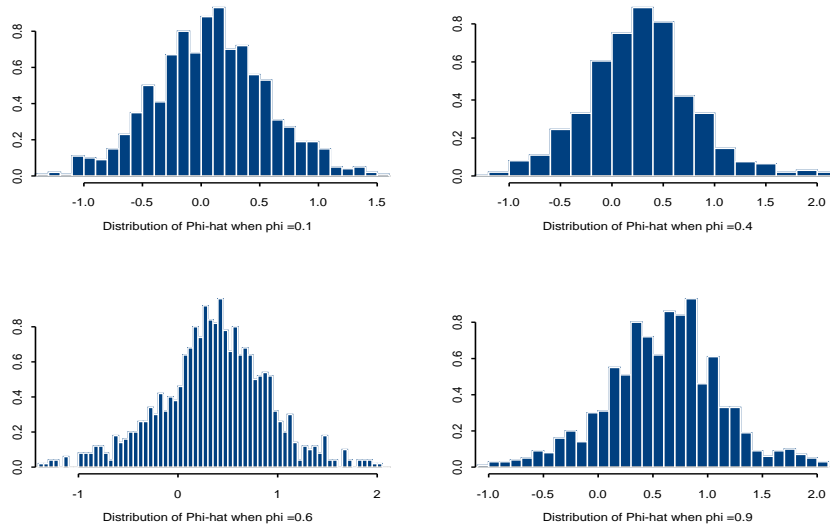 0.0 0.2 0.4 0.6 0.8
-1.0 -0.5 0.0 0.5 1.0 1.5
Distribution of Phi-hat when phi =0.1
0.0 0.2 0.4 0.6 0.8
-1.0 -0.5 0.0 0.5 1.0 1.5 2.0
Distribution of Phi-hat when phi =0.4
0.0 0.2 0.4 0.6 0.8
-1 0 1 2
Distribution of Phi-hat when phi =0.6
0.0 0.2 0.4 0.6 0.8
-1.0 -0.5 0.0 0.5 1.0 1.5 2.0
Distribution of Phi-hat when phi =0.9